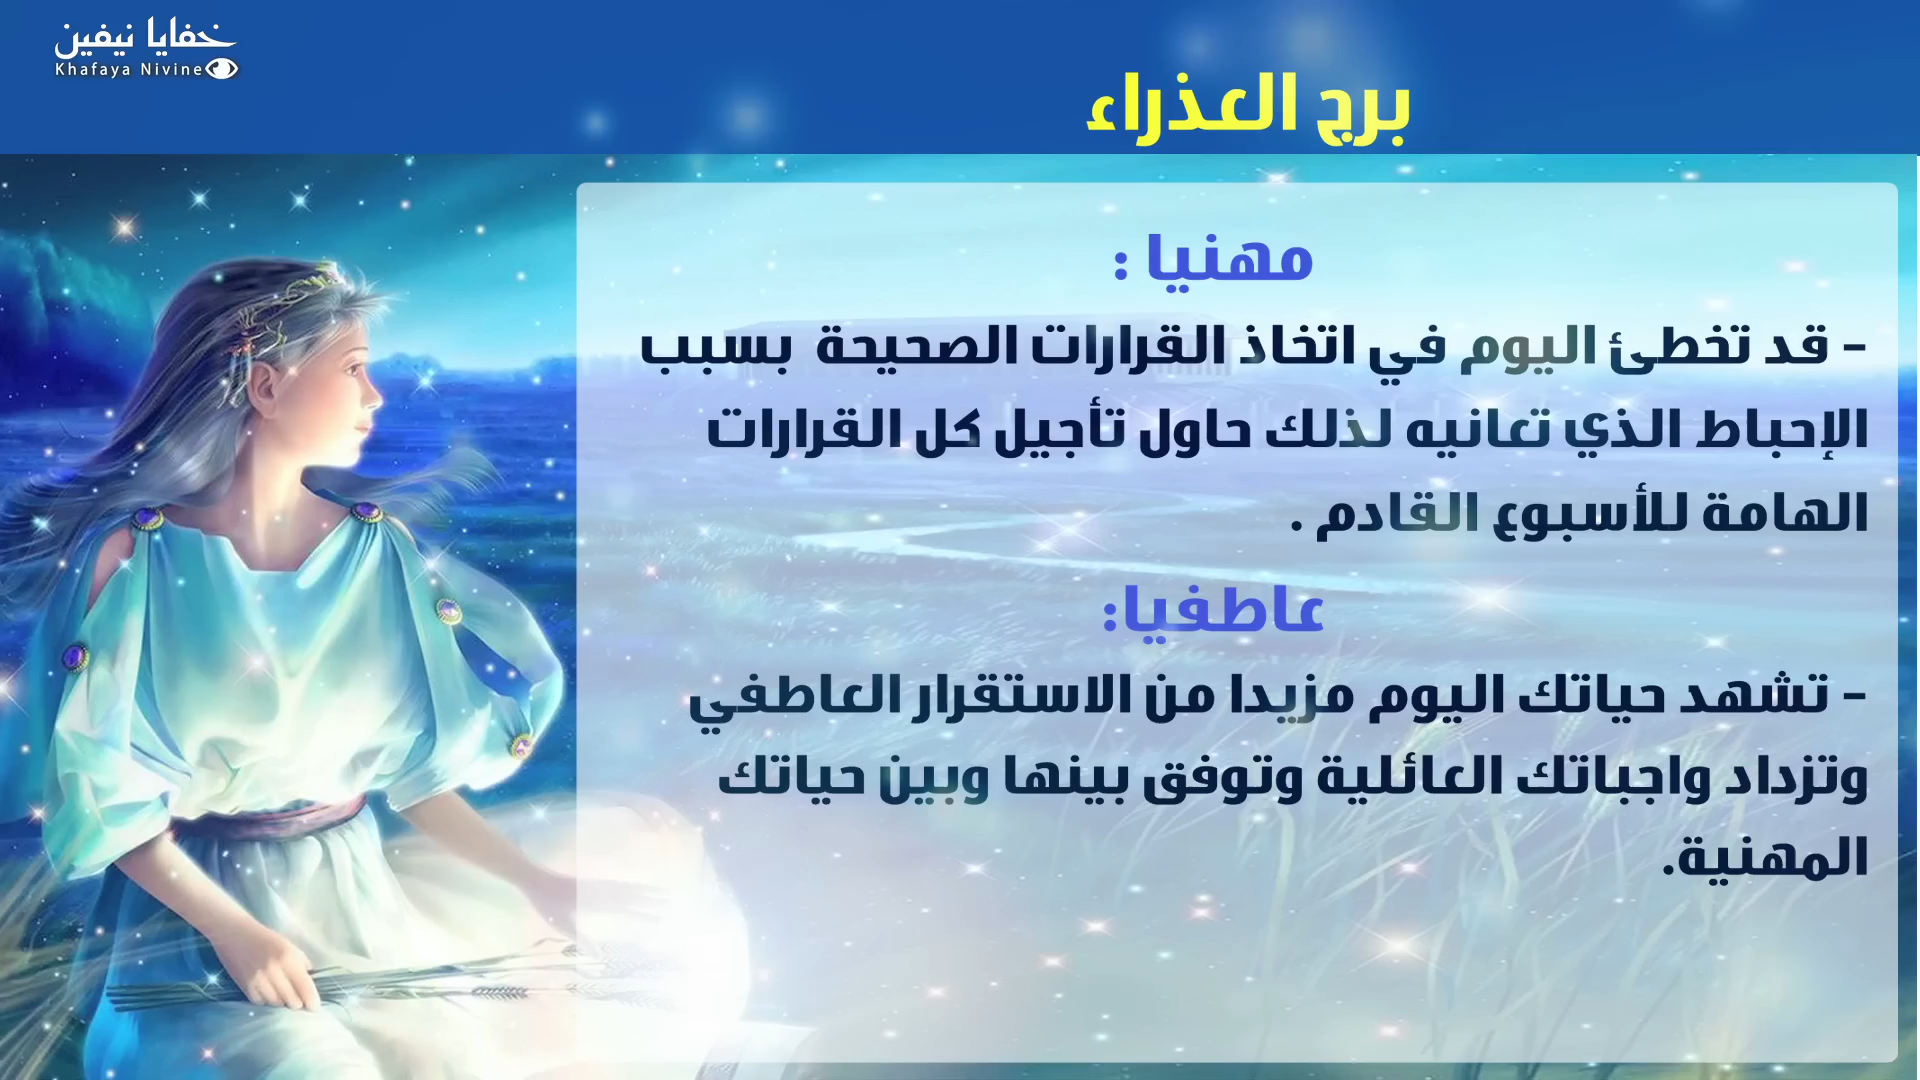 خفايا نيفين
Khafaya Nivine
برج العذراء
مهنيا :
- قد تخطئ اليوم في اتخاذ القرارات الصحيحة بسبب
الإحباط الذي تعانيه لذلك حاول تأجيل كل القرارات
الهامة للأسبوع القادم .
عاطفيا:
- تشهد حياتك اليوم مزيدا من الاستقرار العاطفي
وتزداد واجباتك العائلية وتوفق بينها وبين حياتك
المهنية.